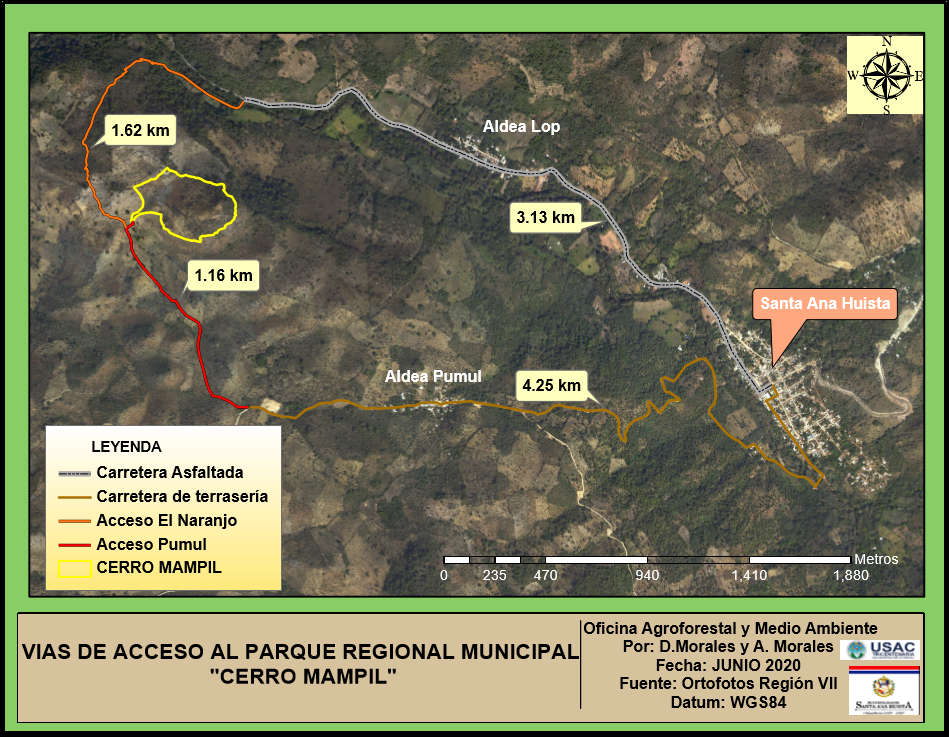 N
W E
S
1.62 km
Aldea Lop
3.13 km
1.16 km
Santa Ana Huista
Aldea Pumul
4.25 km
LEYENDA
Carretera Asfaltada
Carretera de terrasería
Acceso El Naranjo
Acceso Pumul
CERRO MAMPIL
Metros
0 235 470 940 1,410 1,880
VIAS DE ACCESO AL PARQUE REGIONAL MUNICIPAL
"CERRO MAMPIL"
Oficina Agroforestal y Medio Ambiente
Por: D.Morales y A. Morales
Fecha: JUNIO 2020
Fuente: Ortofotos Región VII
Datum: WGS84
USAC
TRICENTENARIA
SANTA ANA HUISTA